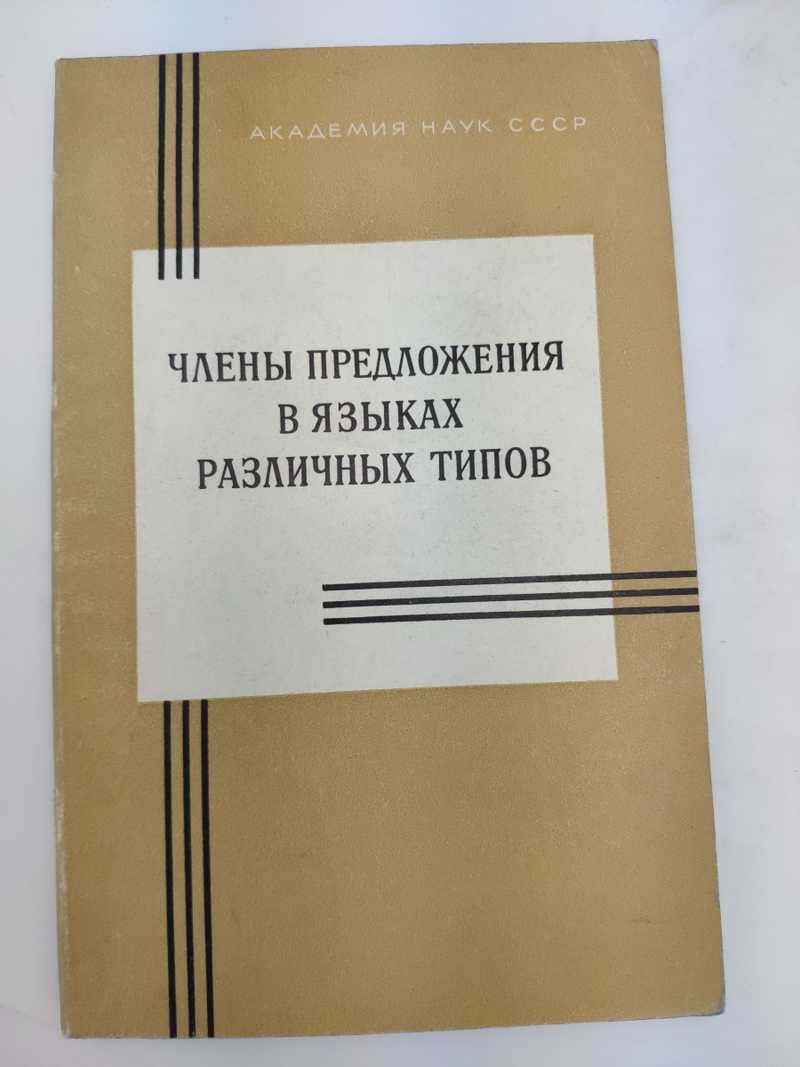 АКАДЕМИЯ НАУК СССР
ЧЛЕНЫ ПРЕДЛОЖЕНИЯ
В ЯЗЫКАХ
РАЗЛИЧНЫХ ТИПОВ